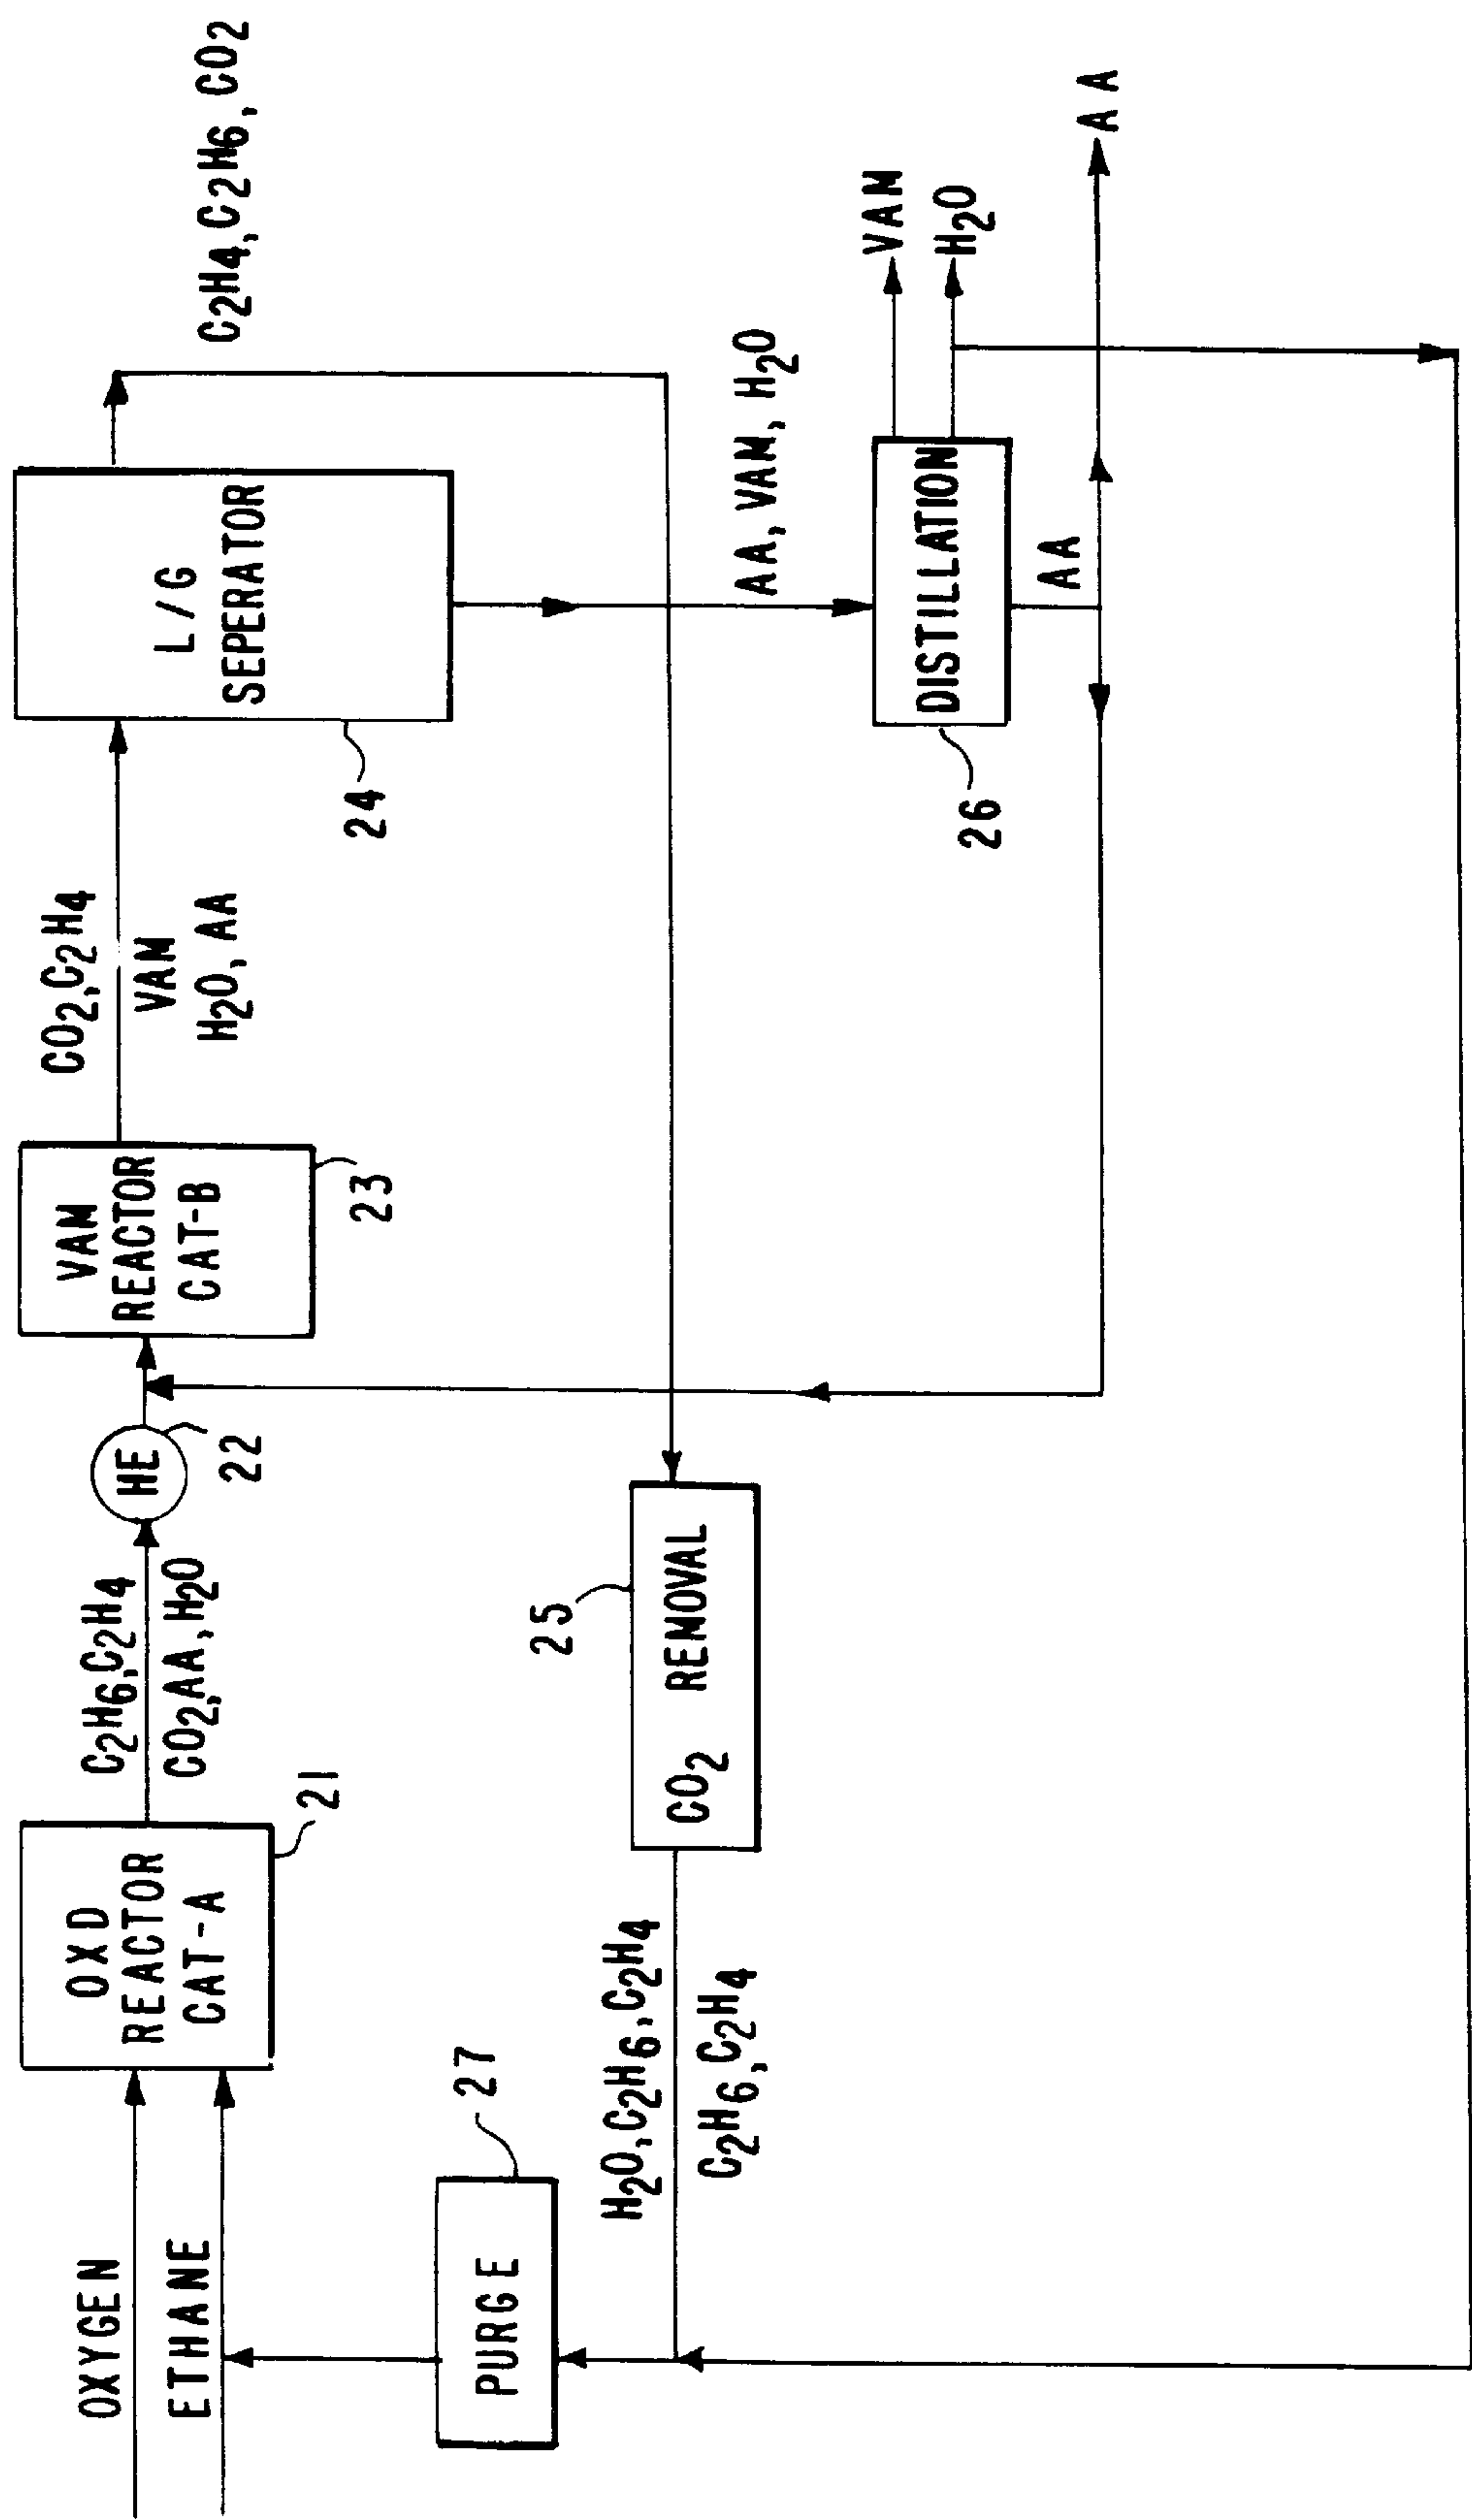 OXYGEN
ETHANE
OXD
REACTOR
CAT-A
21
C2H6,C2H4
CO2,AA,H2O
HE
22
VAM
REACTOR
CAT-B
23
CO2,C2H4
VAM
H2O,AA
L/G
SEPERATOR
24
C2H4,C2H6,CO2
PURGE
27
H2O,C2H6,C2H4
C2H6,C2H4
CO2 REMOVAL
25
AA,VAM,H2O
DISTILLATION
26
VAM
H2O
AA
AA